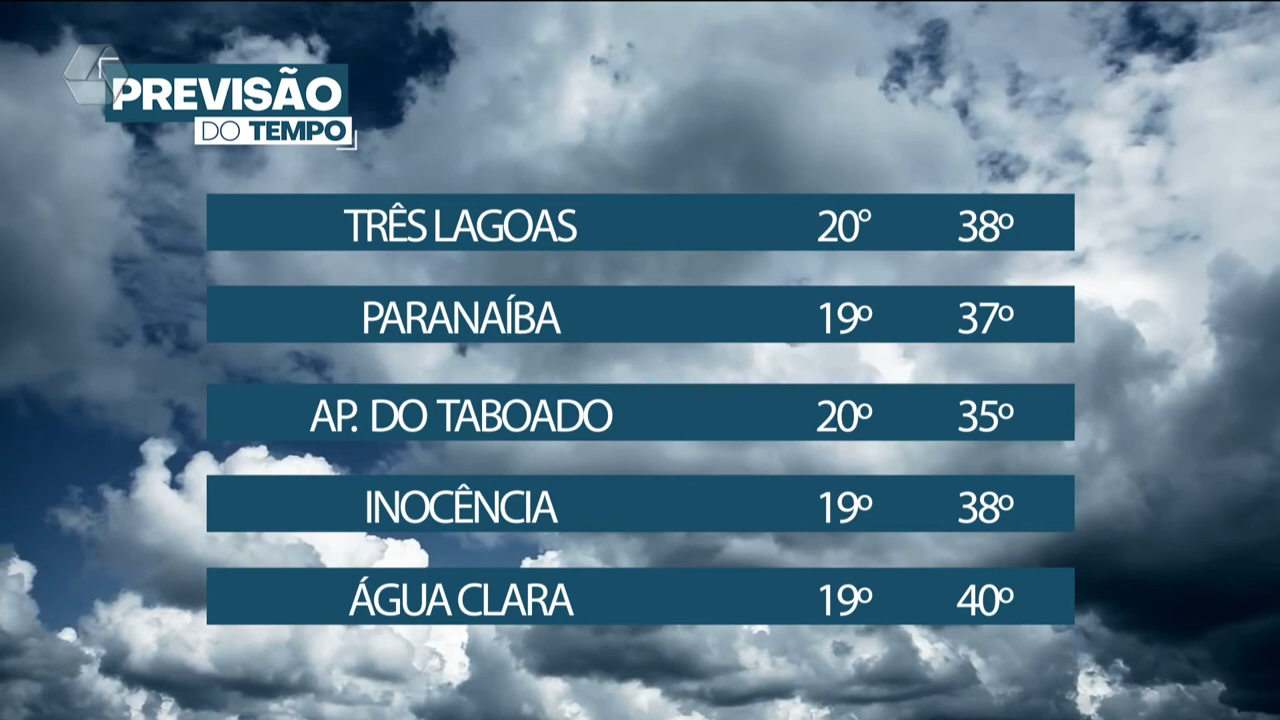 PREVISÃO
DO TEMPO
TRÊS LAGOAS 20° 38º
PARANAÍBA 19º 37º
AP. DO TABOADO 20º 35º
INOCÊNCIA 19º 38º
ÁGUA CLARA 19º 40º